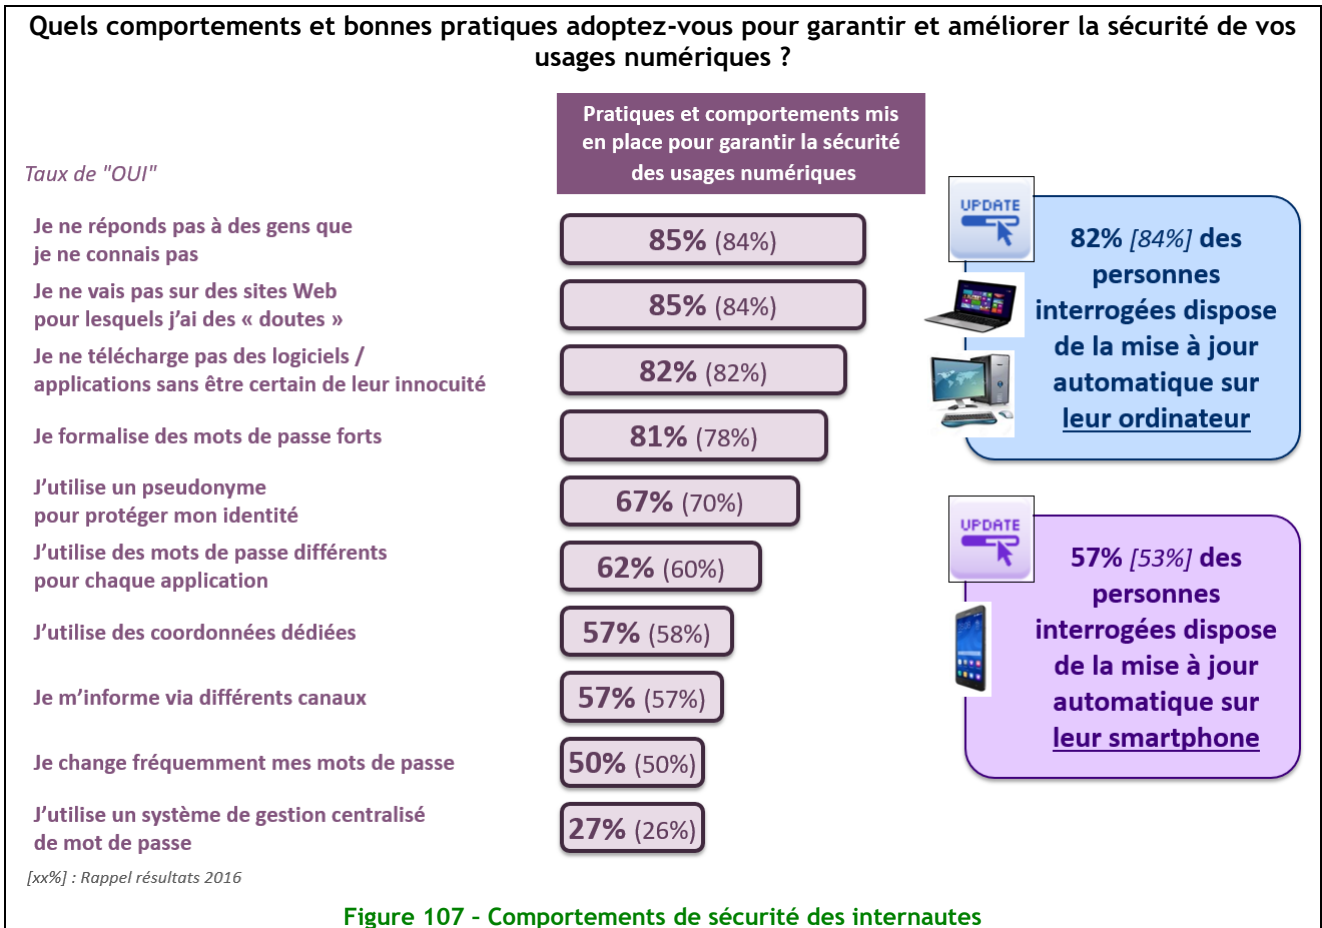 Quels comportements et bonnes pratiques adoptez-vous pour garantir et améliorer la sécurité de vos
usages numériques ?
Pratiques et comportements mis
en place pour garantir la sécurité
des usages numériques
Taux de "OUI"
Je ne réponds pas à des gens que
je ne connais pas
85% (84%)
Je ne vais pas sur des sites Web
pour lesquels j’ai des « doutes »
85% (84%)
Je ne télécharge pas des logiciels /
applications sans être certain de leur innocuité
82% (82%)
Je formalise des mots de passe forts
81% (78%)
J’utilise un pseudonyme
pour protéger mon identité
67% (70%)
J’utilise des mots de passe différents
pour chaque application
62% (60%)
J’utilise des coordonnées dédiées
57% (58%)
Je m’informe via différents canaux
57% (57%)
Je change fréquemment mes mots de passe
50% (50%)
J’utilise un système de gestion centralisé
de mot de passe
27% (26%)
UPDATE
82% [84%] des
personnes
interrogées dispose
de la mise à jour
automatique sur
leur ordinateur
UPDATE
57% [53%] des
personnes
interrogées dispose
de la mise à jour
automatique sur
leur smartphone
[xx%] : Rappel résultats 2016
Figure 107 – Comportements de sécurité des internautes